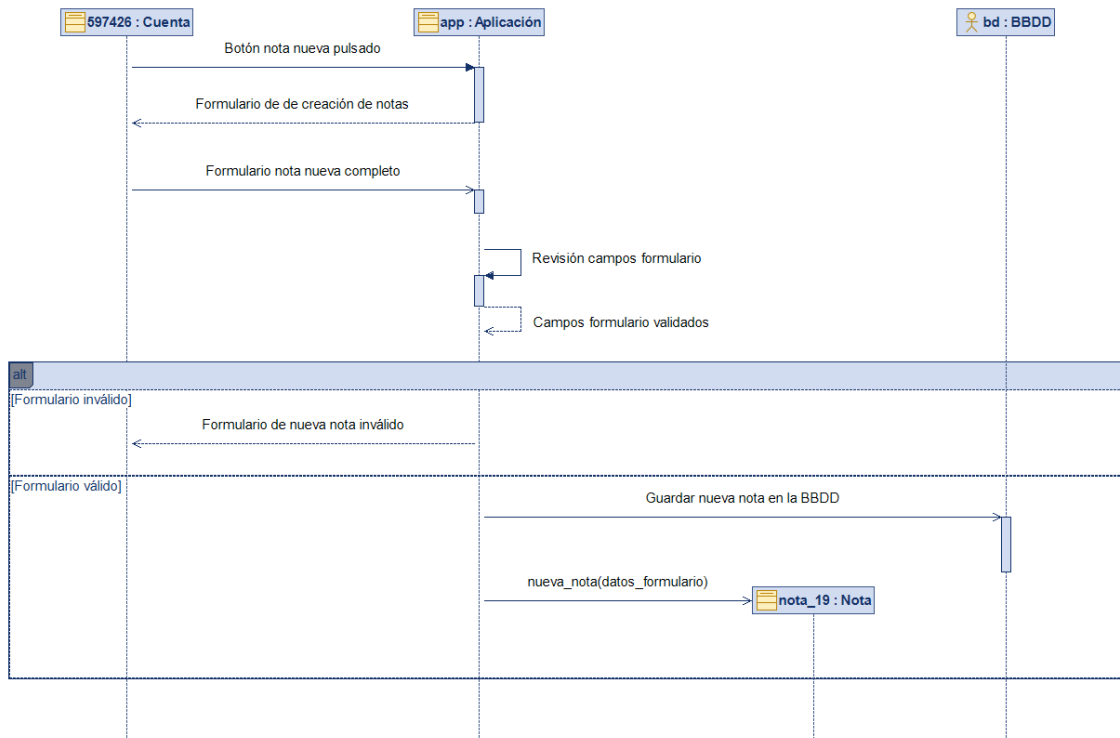 597426 : Cuenta
app : Aplicación
bd : BBDD
Botón nota nueva pulsado
Formulario de de creación de notas
Formulario nota nueva completo
Revisión campos formulario
Campos formulario validados
alt
[Formulario inválido]
Formulario de nueva nota inválido
[Formulario válido]
Guardar nueva nota en la BBDD
nueva_nota(datos_formulario)
nota_19 : Nota